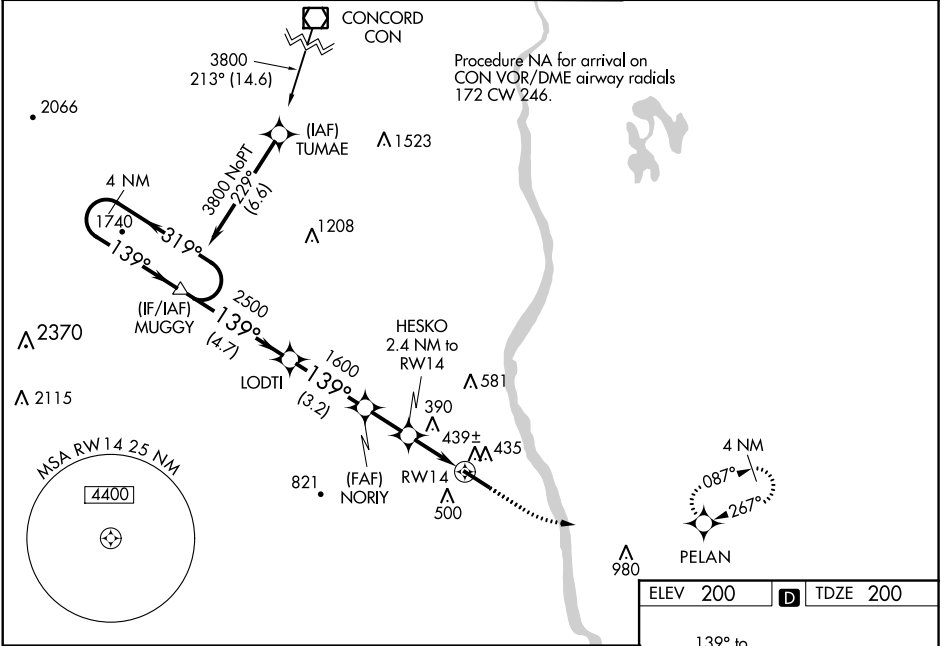 CONCORD
CON
3800
213° (14.6)
Procedure NA for arrival on
CON VOR/DME airway radials
172 CW 246.
2066
(IAF)
TUMAE
1523
3800 NoPT
229°
(6.6)
4 NM
1740
319°
139°
1208
(IF/IAF)
MUGGY
2500
139°
(4.7)
HESKO
2.4 NM to
RW14
2370
LODTI
1600
139°
(3.2)
581
2115
390
439±
435
MSA RW14 25 NM
4400
821
(FAF)
NORIY
RW14
500
4 NM
087°
267°
PELAN
980
ELEV 200
D
TDZE 200
139° to